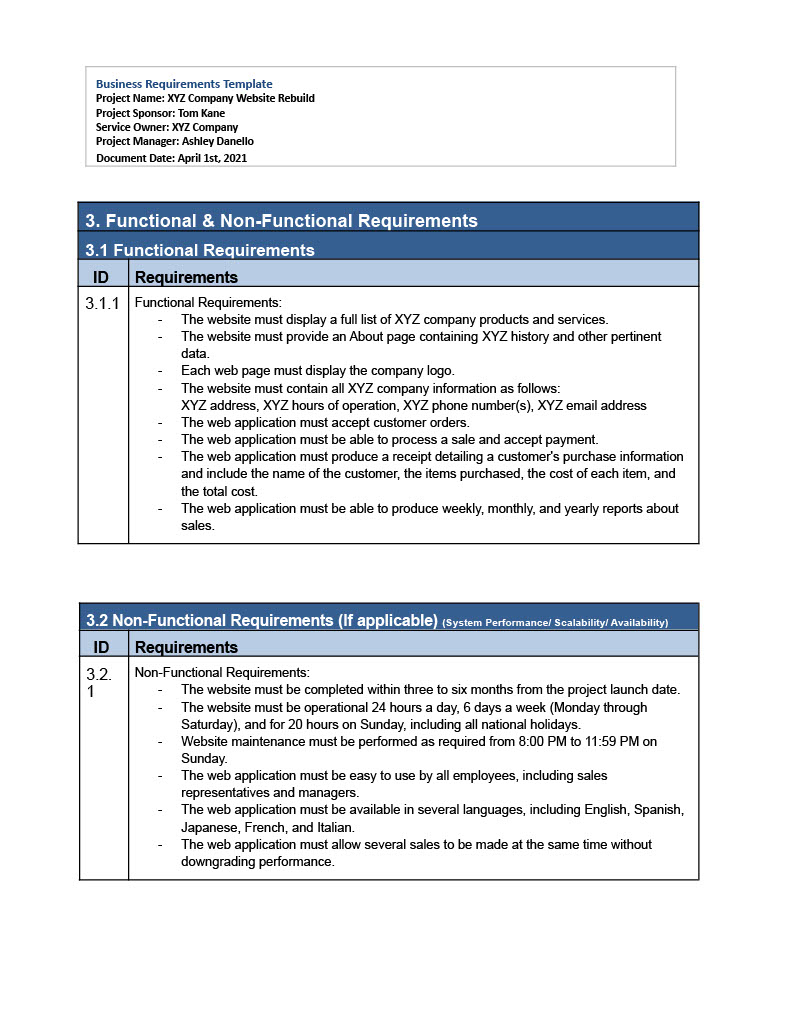 Business Requirements Template
Project Name: XYZ Company Website Rebuild
Project Sponsor: Tom Kane
Service Owner: XYZ Company
Project Manager: Ashley Danello
Document Date: April 1st, 2021
3. Functional & Non-Functional Requirements
3.1 Functional Requirements
ID Requirements
3.1.1 Functional Requirements:
- The website must display a full list of XYZ company products and services.
- The website must provide an About page containing XYZ history and other pertinent
data.
- Each web page must display the company logo.
- The website must contain all XYZ company information as follows:
XYZ address, XYZ hours of operation, XYZ phone number(s), XYZ email address
- The web application must accept customer orders.
- The web application must be able to process a sale and accept payment.
- The web application must produce a receipt detailing a customer's purchase information
and include the name of the customer, the items purchased, the cost of each item, and
the total cost.
- The web application must be able to produce weekly, monthly, and yearly reports about
sales.
3.2 Non-Functional Requirements (If applicable) (System Performance/ Scalability/ Availability)
ID Requirements
3.2.
1
Non-Functional Requirements:
- The website must be completed within three to six months from the project launch date.
- The website must be operational 24 hours a day, 6 days a week (Monday through
Saturday), and for 20 hours on Sunday, including all national holidays.
- Website maintenance must be performed as required from 8:00 PM to 11:59 PM on
Sunday.
- The web application must be easy to use by all employees, including sales
representatives and managers.
- The web application must be available in several languages, including English, Spanish,
Japanese, French, and Italian.
- The web application must allow several sales to be made at the same time without
downgrading performance.